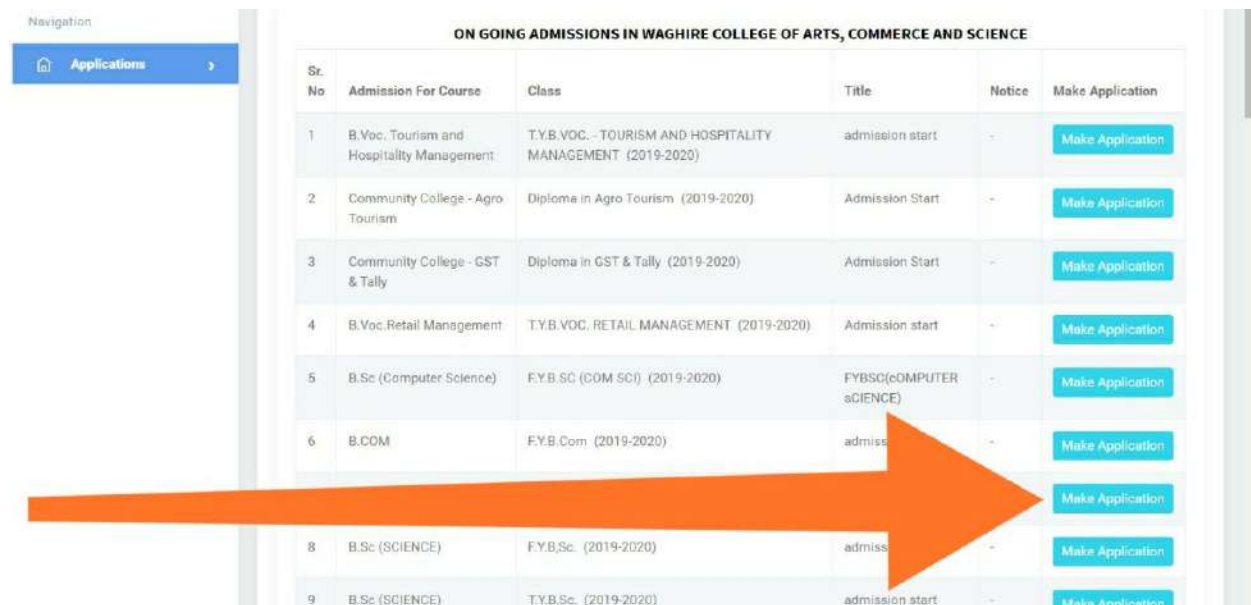 Navigation
Applications
ON GOING ADMISSIONS IN WAGHIRE COLLEGE OF ARTS, COMMERCE AND SCIENCE
Sr. No Admission For Course Class Title Notice Make Application
1 B.Voc. Tourism and T.Y.B.VOC. - TOURISM AND HOSPITALITY admission start - Make Application
Hospitality Management MANAGEMENT (2019-2020)
2 Community College - Agro Diploma in Agro Tourism (2019-2020) Admission Start - Make Application
Tourism
3 Community College - GST Diploma in GST & Tally (2019-2020) Admission Start - Make Application
& Tally
4 B.Voc.Retail Management T.Y.B.VOC. RETAIL MANAGEMENT (2019-2020) Admission start - Make Application
5 B.Sc (Computer Science) F.Y.B.SC (COM SCI) (2019-2020) FYBSC(cOMPUTER - Make Application
sCIENCE)
6 B.COM F.Y.B.Com (2019-2020) admiss - Make Application
Make Application
8 B.Sc (SCIENCE) F.Y.B,Sc. (2019-2020) admiss - Make Application
9 B.Sc (SCIENCE) T.Y.B.Sc. (2019-2020) admission start - Make Application